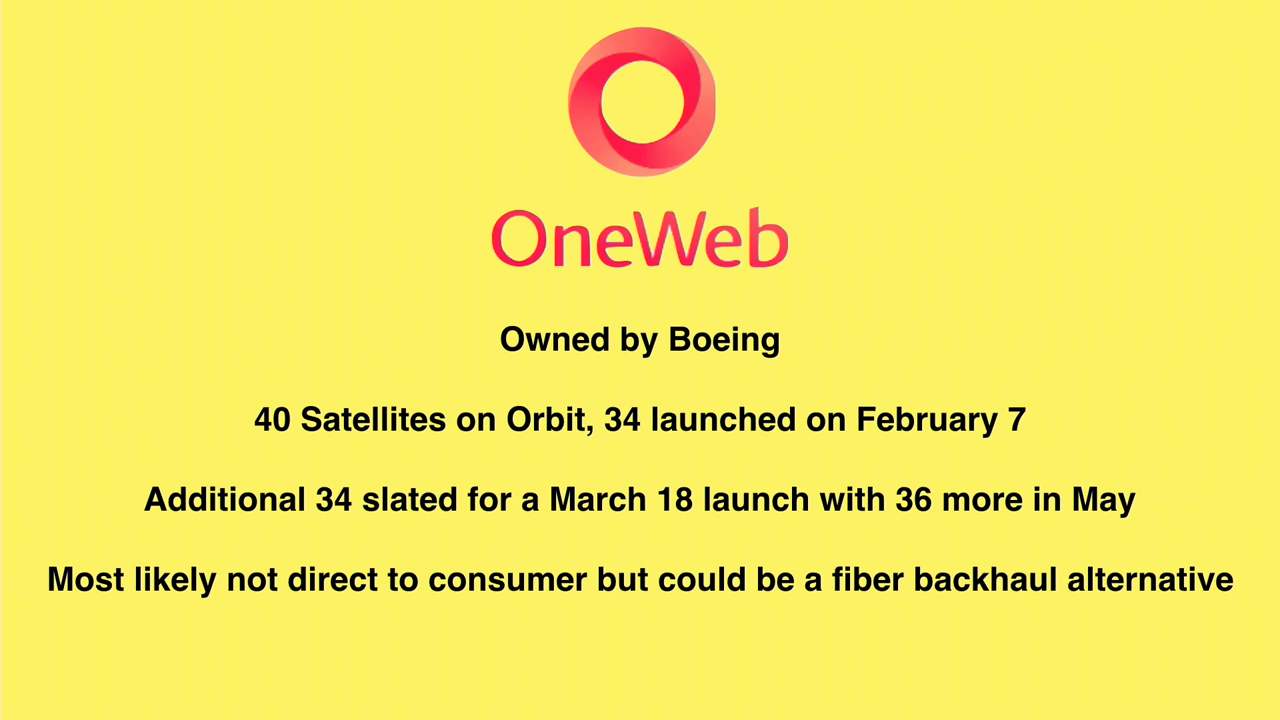 OneWeb
Owned by Boeing
40 Satellites on Orbit, 34 launched on February 7
Additional 34 slated for a March 18 launch with 36 more in May
Most likely not direct to consumer but could be a fiber backhaul alternative